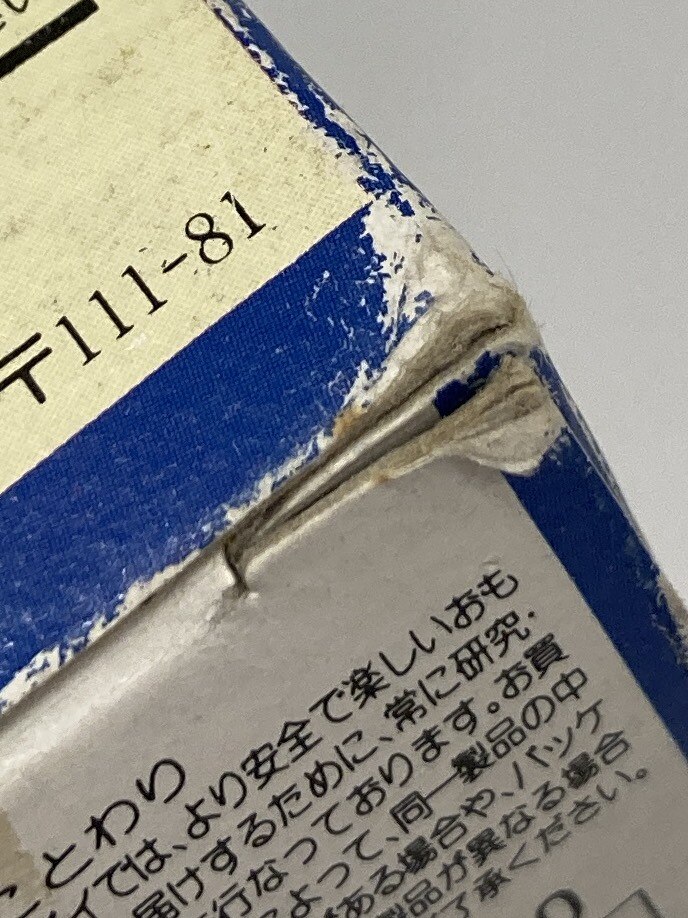 〒111-81
ことわり
イでは、より安全で楽しいおも
届けするために、常に研究・
行なっております。お買
よって、同一製品の中
ある場合や、パッケ
製品が異なる場合
了承ください。